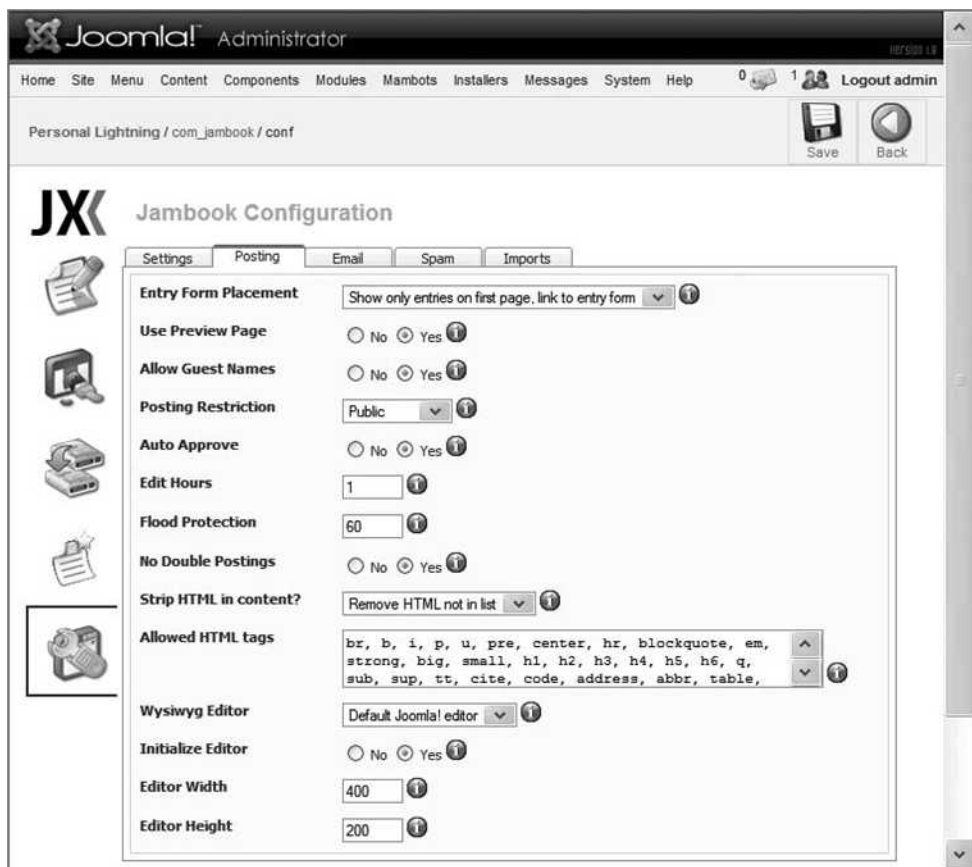 Joomla! Administrator
version 1.0
Home Site Menu Content Components Modules Mambots Installers Messages System Help 0 1 Logout admin
Personal Lightning / com_jambook / conf
Save Back
JX
Jambook Configuration
Settings Posting Email Spam Imports
Entry Form Placement Show only entries on first page, link to entry form
Use Preview Page No Yes
Allow Guest Names No Yes
Posting Restriction Public
Auto Approve No Yes
Edit Hours 1
Flood Protection 60
No Double Postings No Yes
Strip HTML in content? Remove HTML not in list
Allowed HTML tags br, b, i, p, u, pre, center, hr, blockquote, em,
strong, big, small, h1, h2, h3, h4, h5, h6, q,
sub, sup, tt, cite, code, address, abbr, table,
Wysiwyg Editor Default Joomla! editor
Initialize Editor No Yes
Editor Width 400
Editor Height 200